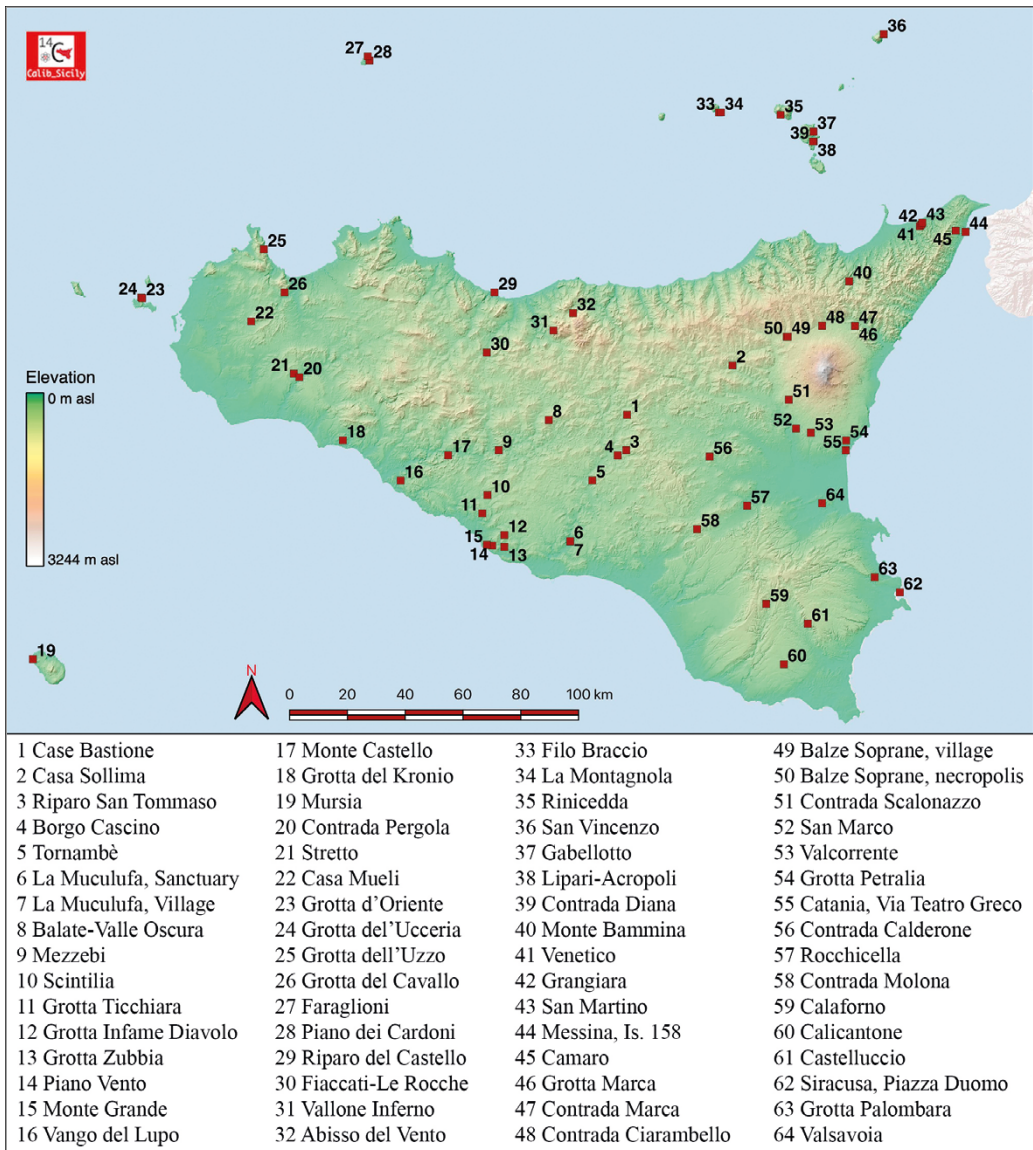 14
C
Calib_Sicily
36
27 28
33 34 35
37
39
38
42 43
41 45 44
25
40
24 23 26 29
32
22 31 50 49 48 47
46
30
21 20 2
51
8 1
52 53 54
18 17 9 4 3 56 55
16 5
10
11 57 64
58
15 12 6
14 13 7
63
62
59
61
60
19
Elevation
0 m asl
3244 m asl
N
0 20 40 60 80 100 km
1 Case Bastione
2 Casa Sollima
3 Riparo San Tommaso
4 Borgo Cascino
5 Tornambè
6 La Muculufa, Sanctuary
7 La Muculufa, Village
8 Balate-Valle Oscura
9 Mezzebi
10 Scintilia
11 Grotta Ticchiara
12 Grotta Infame Diavolo
13 Grotta Zubbia
14 Piano Vento
15 Monte Grande
16 Vango del Lupo
17 Monte Castello
18 Grotta del Kronio
19 Mursia
20 Contrada Pergola
21 Stretto
22 Casa Mueli
23 Grotta d'Oriente
24 Grotta del'Ucceria
25 Grotta dell'Uzzo
26 Grotta del Cavallo
27 Faraglioni
28 Piano dei Cardoni
29 Riparo del Castello
30 Fiaccati-Le Rocche
31 Vallone Inferno
32 Abisso del Vento
33 Filo Braccio
34 La Montagnola
35 Rinicedda
36 San Vincenzo
37 Gabellotto
38 Lipari-Acropoli
39 Contrada Diana
40 Monte Bammina
41 Venetico
42 Grangiara
43 San Martino
44 Messina, Is. 158
45 Camaro
46 Grotta Marca
47 Contrada Marca
48 Contrada Ciarambello
49 Balze Soprane, village
50 Balze Soprane, necropolis
51 Contrada Scalonazzo
52 San Marco
53 Valcorrente
54 Grotta Petralia
55 Catania, Via Teatro Greco
56 Contrada Calderone
57 Rocchicella
58 Contrada Molona
59 Calaforno
60 Calicantone
61 Castelluccio
62 Siracusa, Piazza Duomo
63 Grotta Palombara
64 Valsavoia